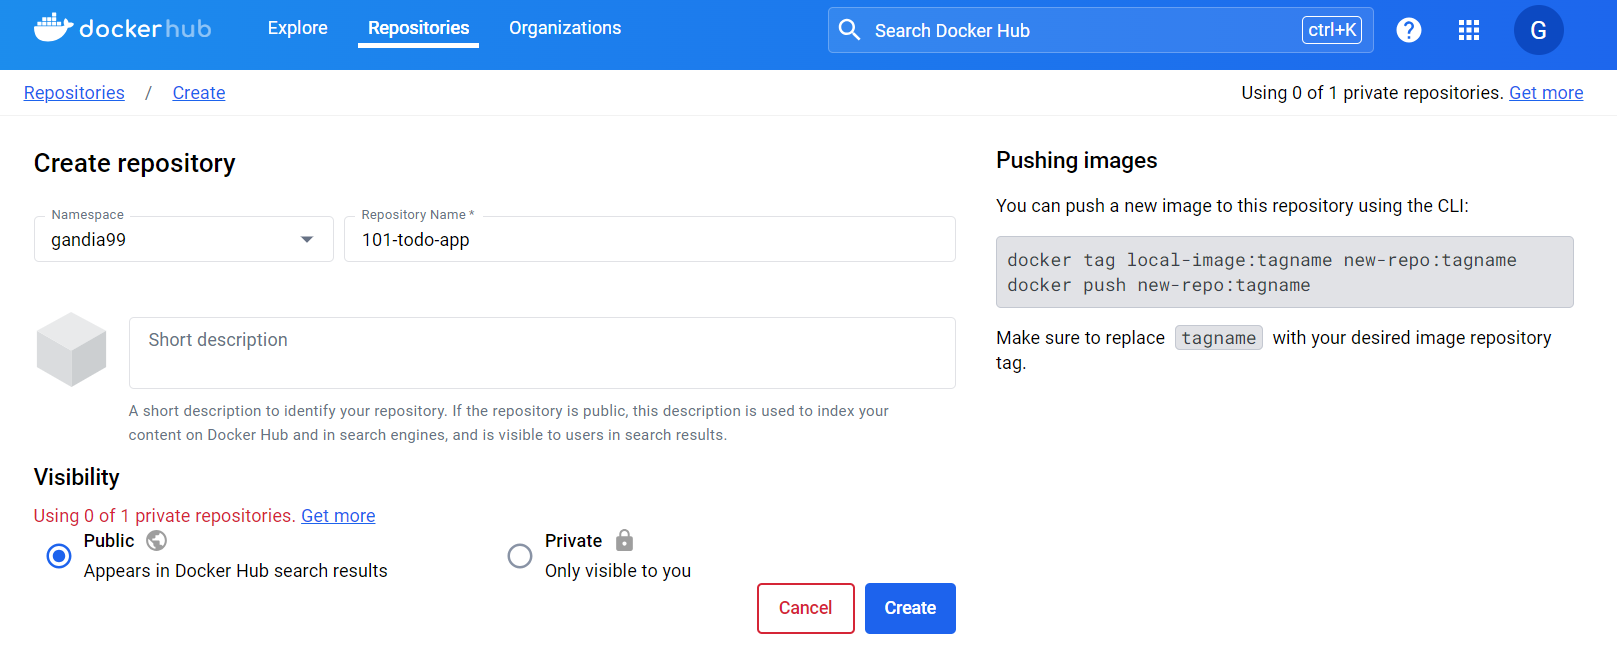 dockerhub
Explore
Repositories
Organizations
Search Docker Hub
ctrl+K
?
G
Repositories / Create
Using 0 of 1 private repositories. Get more
Create repository
Namespace
gandia99
Repository Name *
101-todo-app
Short description
A short description to identify your repository. If the repository is public, this description is used to index your
content on Docker Hub and in search engines, and is visible to users in search results.
Visibility
Using 0 of 1 private repositories. Get more
Public
Appears in Docker Hub search results
Private
Only visible to you
Cancel
Create
Pushing images
You can push a new image to this repository using the CLI:
docker tag local-image:tagname new-repo:tagname
docker push new-repo:tagname
Make sure to replace tagname with your desired image repository
tag.